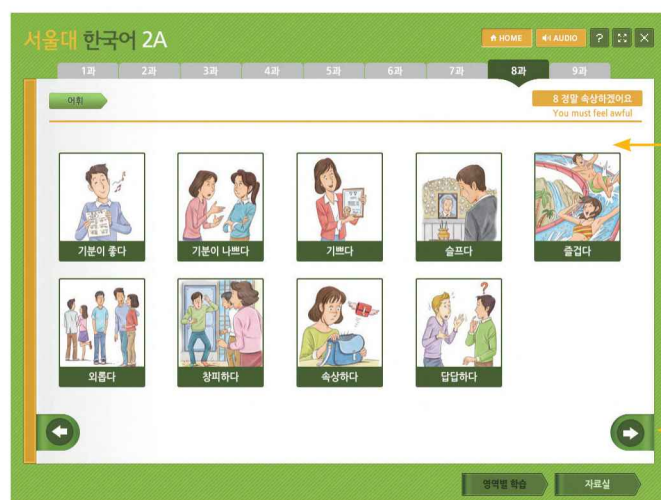 서울대 한국어 2A
HOME
AUDIO
?
1과 2과 3과 4과 5과 6과 7과 8과 9과
어휘
8 정말 속상하겠어요
You must feel awful
기분이 좋다
기분이 나쁘다
기쁘다
슬프다
즐겁다
외롭다
창피하다
속상하다
답답하다
영역별 학습
자료실